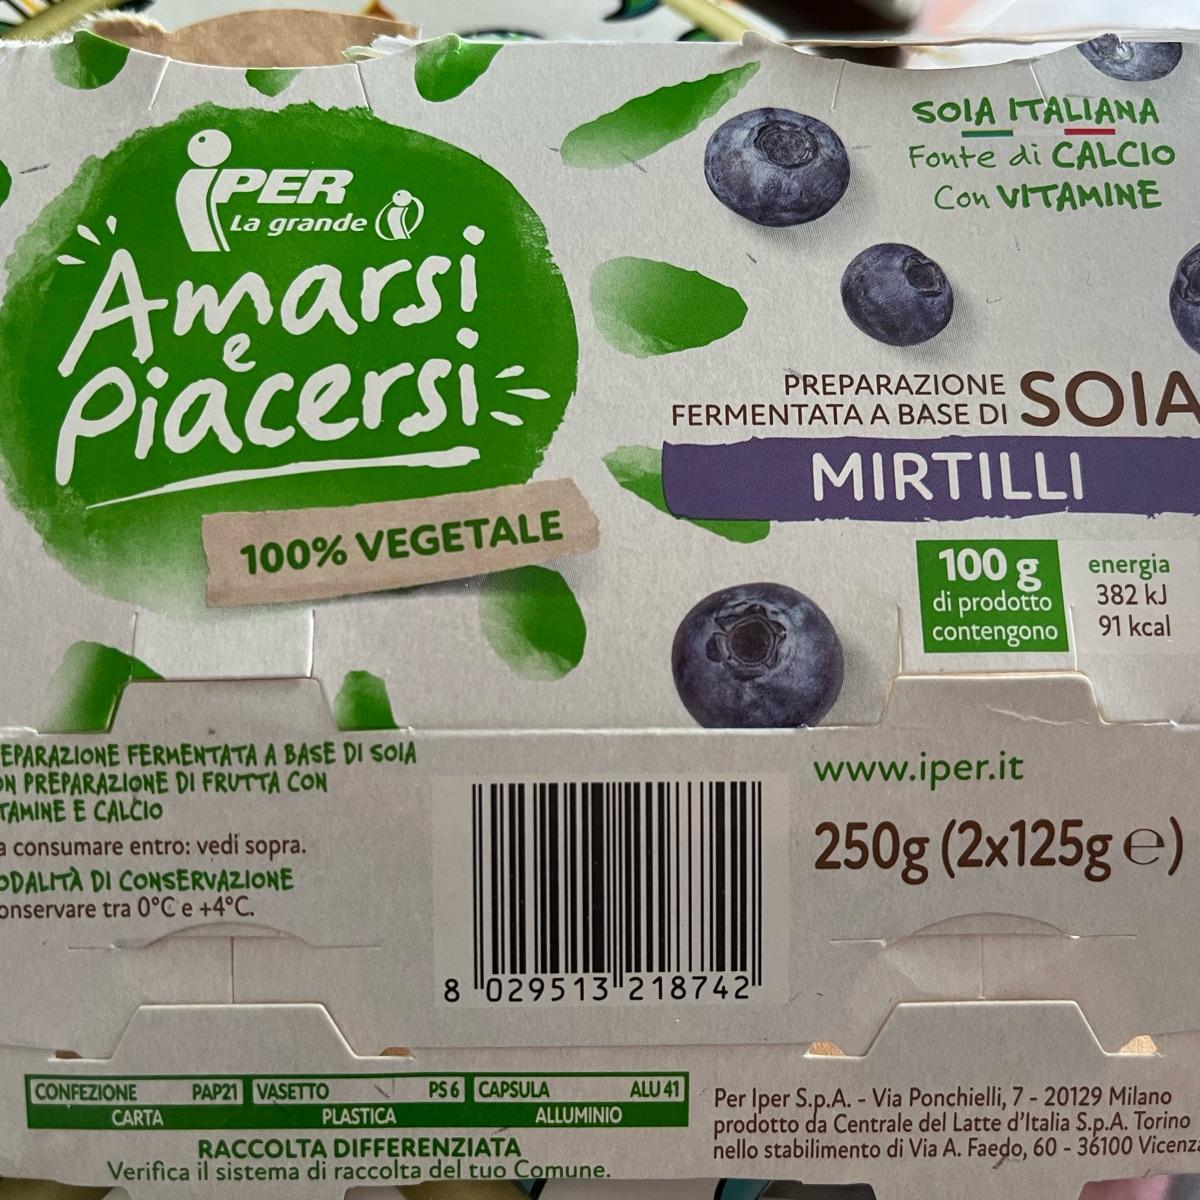 iPER
La grande i
Amarsi
e
Piacersi
100% VEGETALE
SOIA ITALIANA
Fonte di CALCIO
Con VITAMINE
PREPARAZIONE
FERMENTATA A BASE DI SOIA
MIRTILLI
100 g
di prodotto
contengono
energia
382 kJ
91 kcal
EPARAZIONE FERMENTATA A BASE DI SOIA
ON PREPARAZIONE DI FRUTTA CON
TAMINE E CALCIO
a consumare entro: vedi sopra.
ODALITÀ DI CONSERVAZIONE
onservare tra 0°C e +4°C.
8 029513 218742
www.iper.it
250g (2x125g ℮)
CONFEZIONE PAP21 VASETTO PS 6 CAPSULA ALU 41
CARTA PLASTICA ALLUMINIO
RACCOLTA DIFFERENZIATA
Verifica il sistema di raccolta del tuo Comune.
Per Iper S.p.A. - Via Ponchielli, 7 - 20129 Milano
prodotto da Centrale del Latte d'Italia S.p.A. Torino
nello stabilimento di Via A. Faedo, 60 - 36100 Vicenza